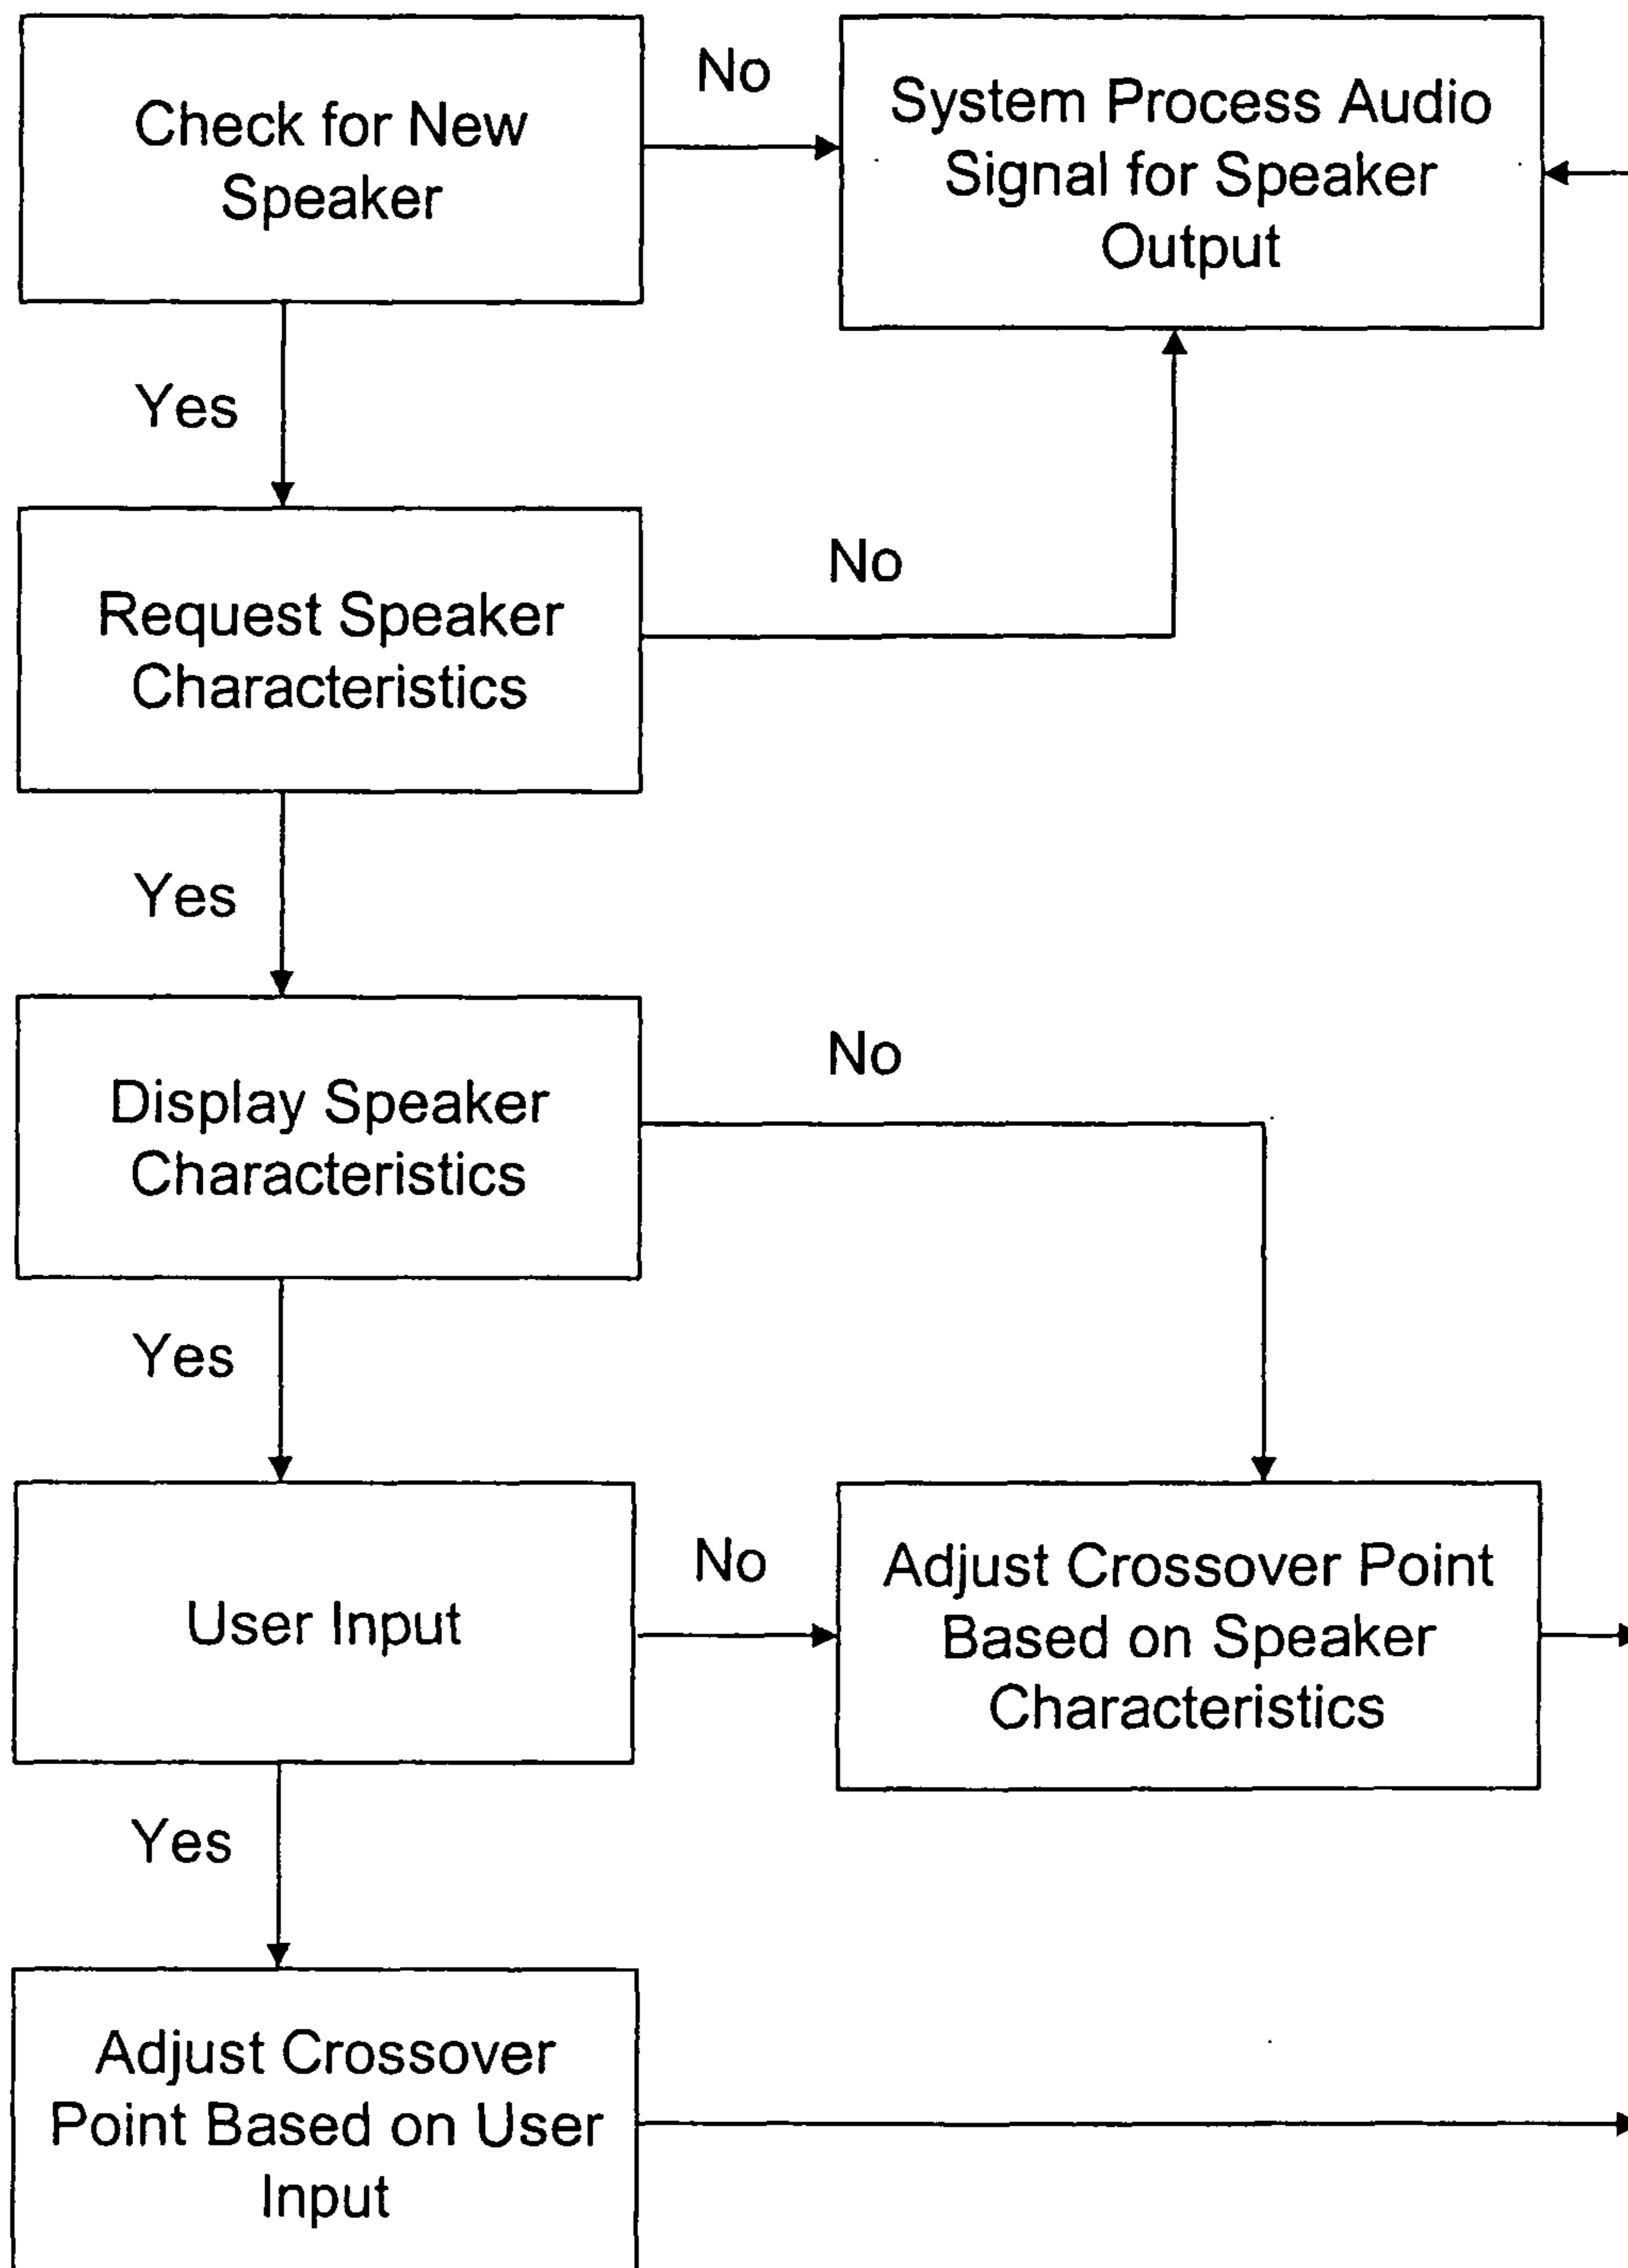 Check for New
Speaker
No
System Process Audio
Signal for Speaker
Output
Yes
Request Speaker
Characteristics
No
Yes
Display Speaker
Characteristics
No
Yes
User Input
No
Adjust Crossover Point
Based on Speaker
Characteristics
Yes
Adjust Crossover
Point Based on User
Input